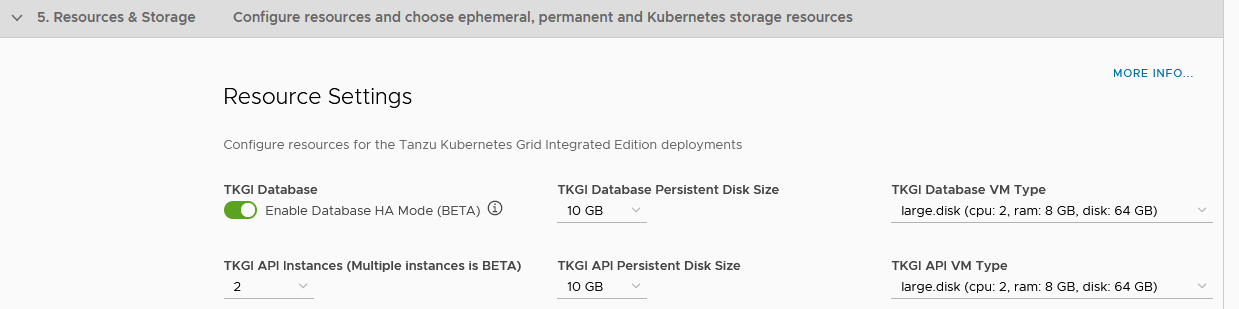 5. Resources & Storage Configure resources and choose ephemeral, permanent and Kubernetes storage resources
MORE INFO...
Resource Settings
Configure resources for the Tanzu Kubernetes Grid Integrated Edition deployments
TKGI Database TKGI Database Persistent Disk Size TKGI Database VM Type
Enable Database HA Mode (BETA) 10 GB large.disk (cpu: 2, ram: 8 GB, disk: 64 GB)
TKGI API Instances (Multiple instances is BETA) TKGI API Persistent Disk Size TKGI API VM Type
2 10 GB large.disk (cpu: 2, ram: 8 GB, disk: 64 GB)